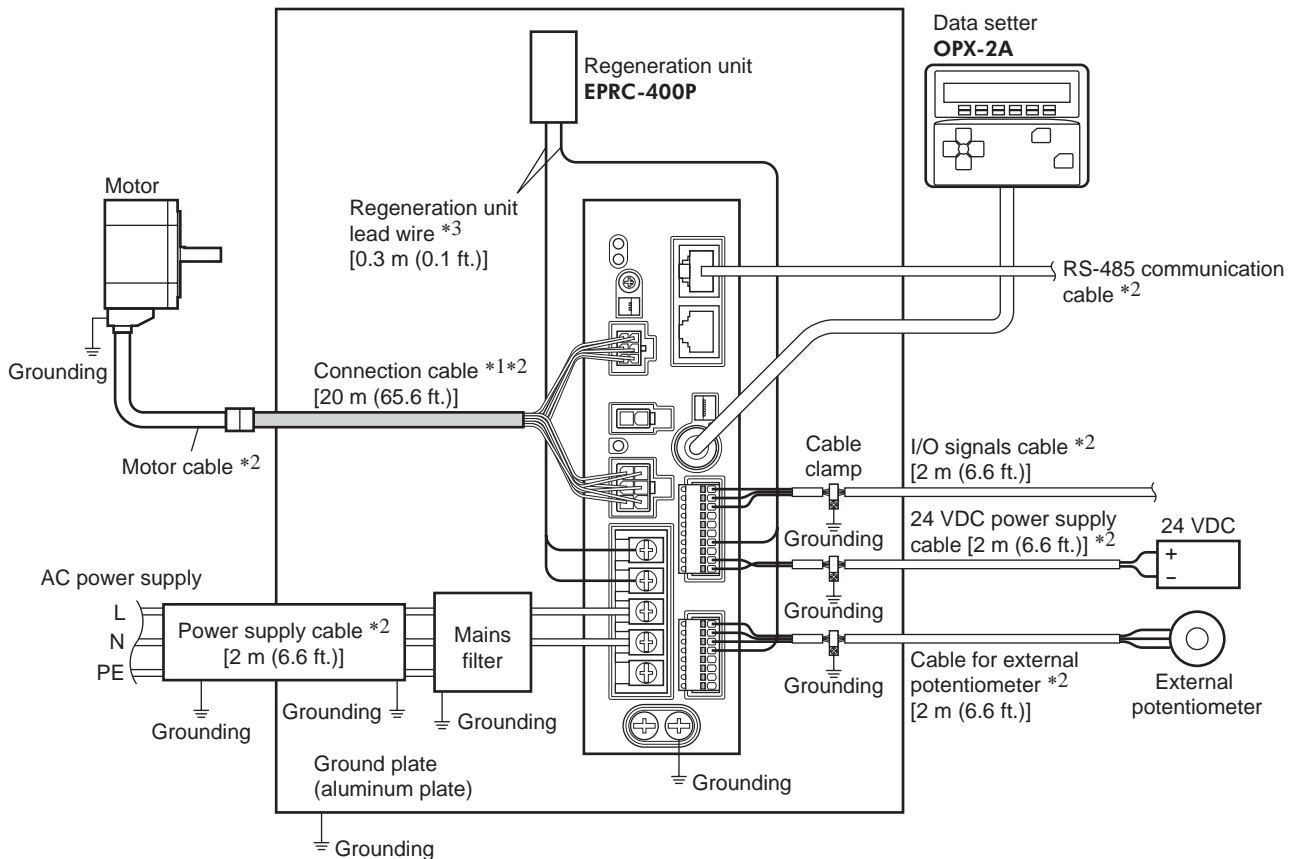 Data setter
OPX-2A
Regeneration unit
EPRC-400P
Motor
Regeneration unit
lead wire *3
[0.3 m (0.1 ft.)]
RS-485 communication
cable *2
Grounding
Connection cable *1*2
[20 m (65.6 ft.)]
Motor cable *2
Cable
clamp
I/O signals cable *2
[2 m (6.6 ft.)]
Grounding
24 VDC power supply
cable [2 m (6.6 ft.)] *2
24 VDC
+
−
Grounding
AC power supply
L
N
PE
Power supply cable *2
[2 m (6.6 ft.)]
Mains
filter
Grounding
Grounding
Grounding
Grounding
Cable for external
potentiometer *2
[2 m (6.6 ft.)]
External
potentiometer
Ground plate
(aluminum plate)
Grounding
Grounding